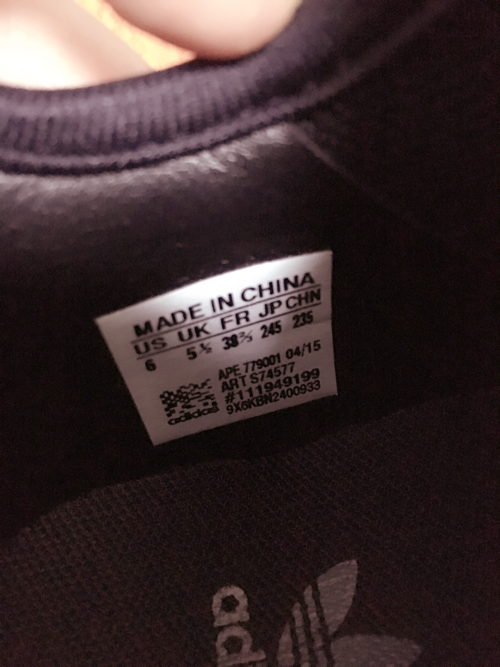 MADE IN CHINA
US UK FR JP CHN
6 5½ 38⅔ 245 235
APE 779001 04/15
ART S74577
#111949199
9X6KBN2400933
adidas
adid